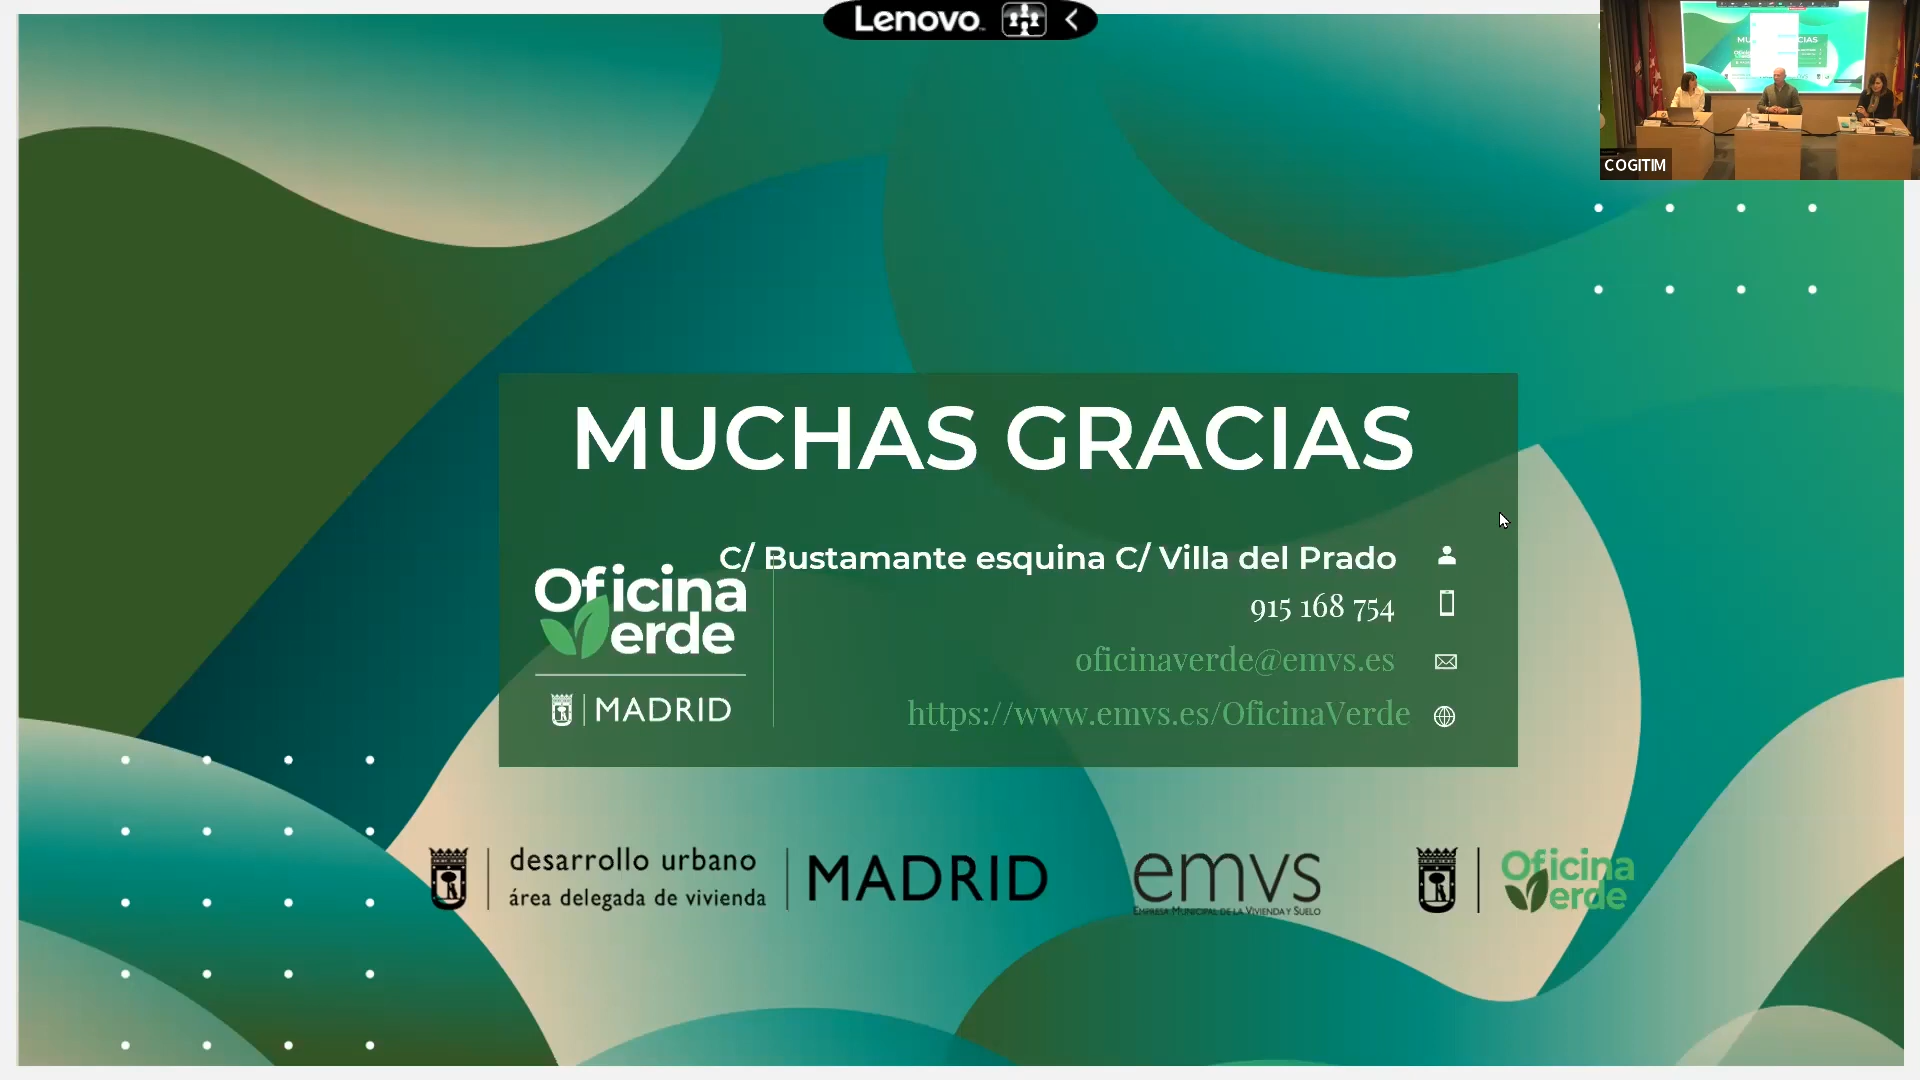 Lenovo
COGITIM
MUCHAS GRACIAS
C/ Bustamante esquina C/ Villa del Prado
915 168 754
oficinaverde@emvs.es
https://www.emvs.es/OficinaVerde
Oficina
Verde
MADRID
desarrollo urbano
área delegada de vivienda
MADRID
emvs
EMPRESA MUNICIPAL DE LA VIVIENDA Y SUELO
Oficina
Verde